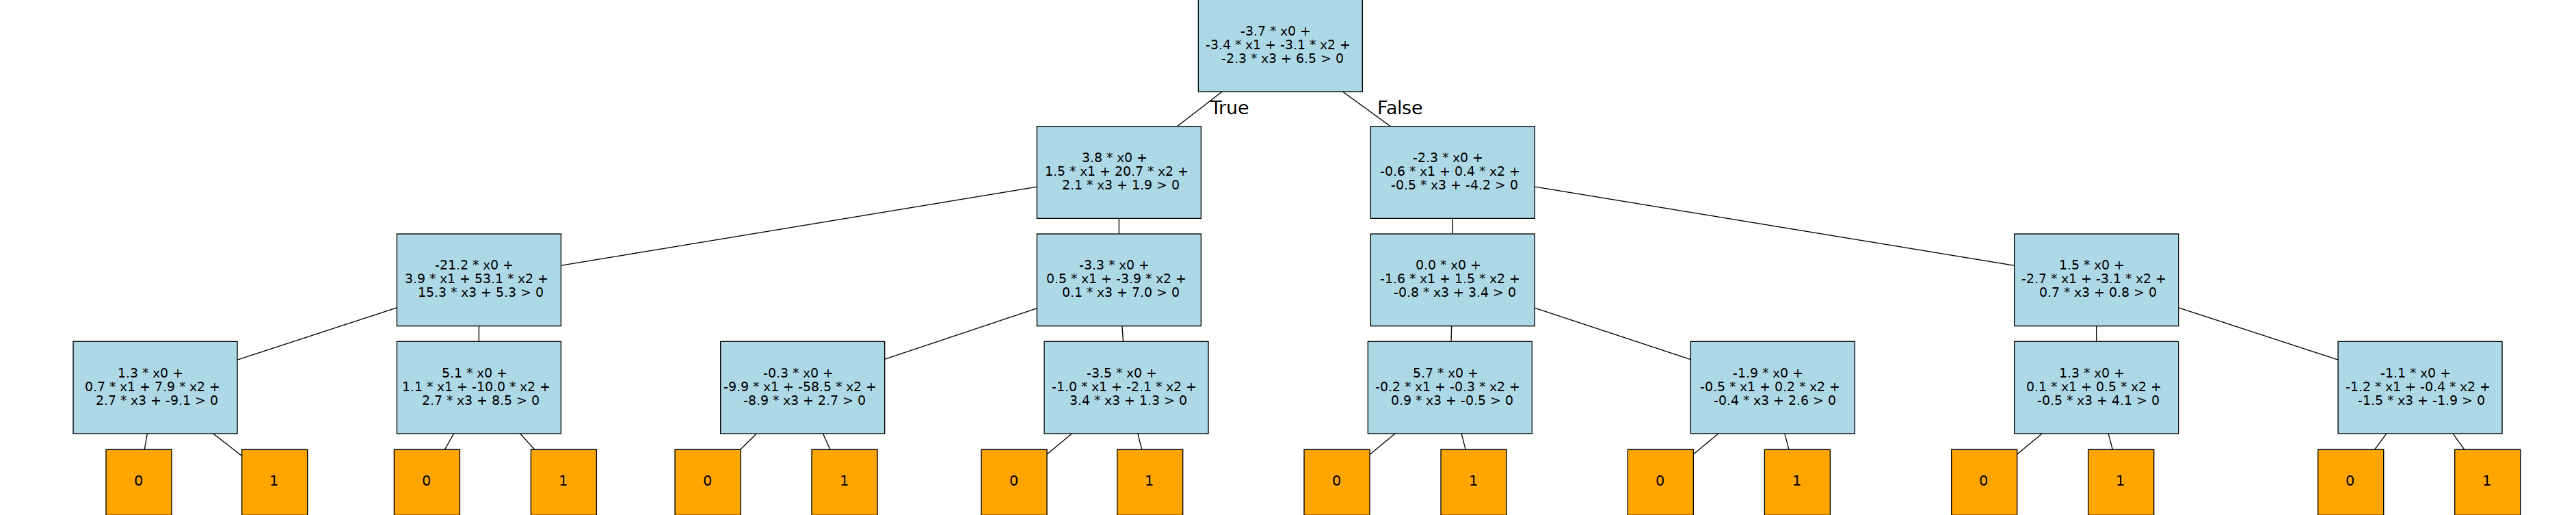 -3.7 * x0 +
-3.4 * x1 + -3.1 * x2 +
-2.3 * x3 + 6.5 > 0
True
False
3.8 * x0 +
1.5 * x1 + 20.7 * x2 +
2.1 * x3 + 1.9 > 0
-2.3 * x0 +
-0.6 * x1 + 0.4 * x2 +
-0.5 * x3 + -4.2 > 0
-21.2 * x0 +
3.9 * x1 + 53.1 * x2 +
15.3 * x3 + 5.3 > 0
-3.3 * x0 +
0.5 * x1 + -3.9 * x2 +
0.1 * x3 + 7.0 > 0
0.0 * x0 +
-1.6 * x1 + 1.5 * x2 +
-0.8 * x3 + 3.4 > 0
1.5 * x0 +
-2.7 * x1 + -3.1 * x2 +
0.7 * x3 + 0.8 > 0
1.3 * x0 +
0.7 * x1 + 7.9 * x2 +
2.7 * x3 + -9.1 > 0
5.1 * x0 +
1.1 * x1 + -10.0 * x2 +
2.7 * x3 + 8.5 > 0
-0.3 * x0 +
-9.9 * x1 + -58.5 * x2 +
-8.9 * x3 + 2.7 > 0
-3.5 * x0 +
-1.0 * x1 + -2.1 * x2 +
3.4 * x3 + 1.3 > 0
5.7 * x0 +
-0.2 * x1 + -0.3 * x2 +
0.9 * x3 + -0.5 > 0
-1.9 * x0 +
-0.5 * x1 + 0.2 * x2 +
-0.4 * x3 + 2.6 > 0
1.3 * x0 +
0.1 * x1 + 0.5 * x2 +
-0.5 * x3 + 4.1 > 0
-1.1 * x0 +
-1.2 * x1 + -0.4 * x2 +
-1.5 * x3 + -1.9 > 0
0
1
0
1
0
1
0
1
0
1
0
1
0
1
0
1